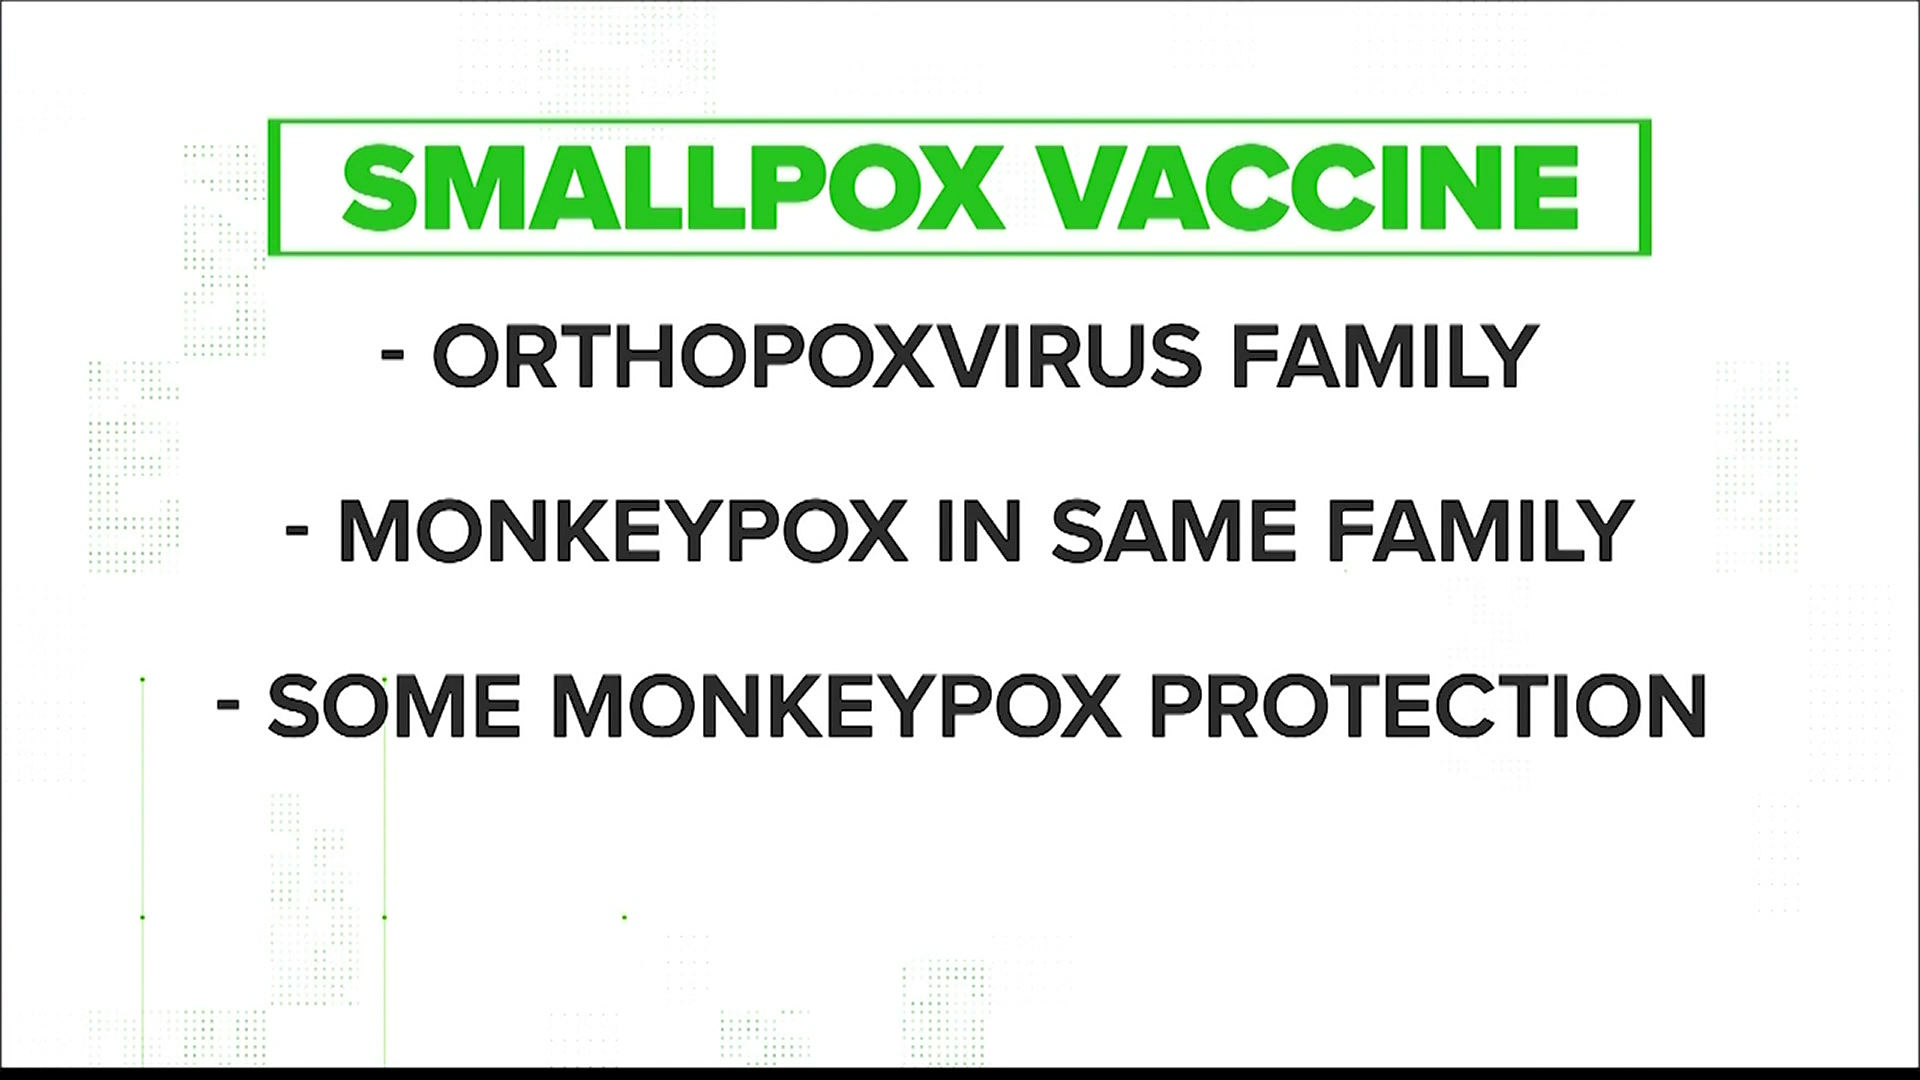 SMALLPOX VACCINE
- ORTHOPOXVIRUS FAMILY
- MONKEYPOX IN SAME FAMILY
- SOME MONKEYPOX PROTECTION